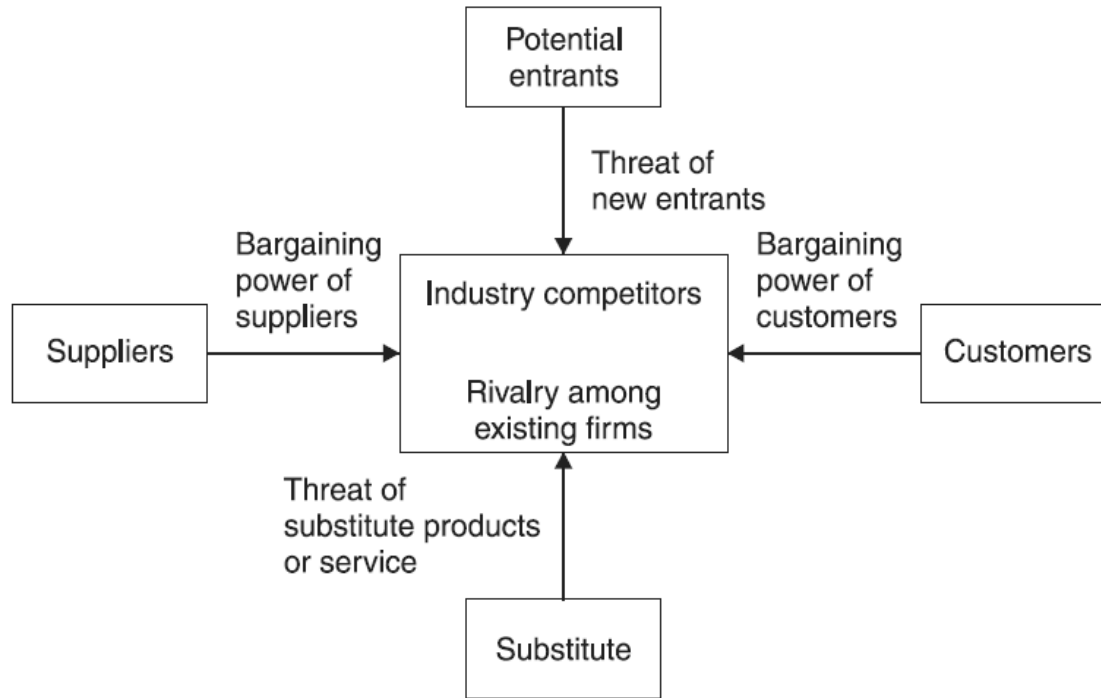 Potential
entrants
Threat of
new entrants
Bargaining
power of
suppliers
Bargaining
power of
customers
Industry competitors
Suppliers
Customers
Rivalry among
existing firms
Threat of
substitute products
or service
Substitute